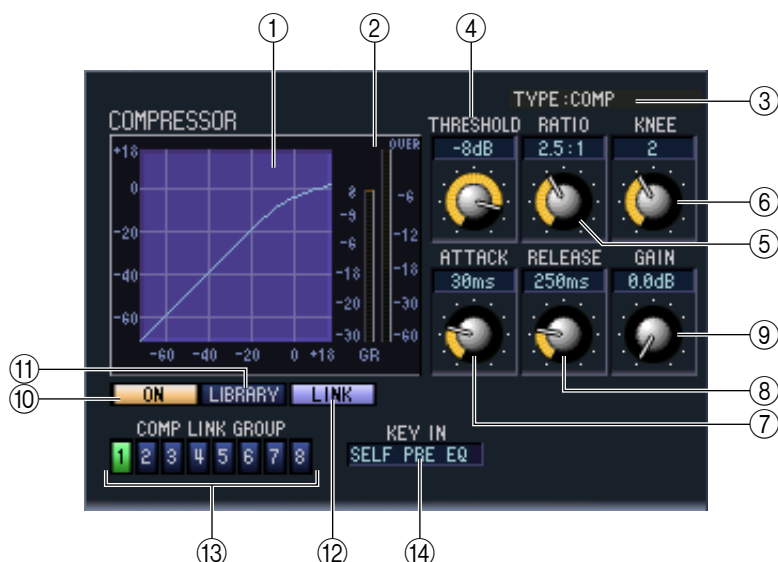 ① ② ④
TYPE:COMP ③
COMPRESSOR
THRESHOLD RATIO KNEE
-8dB 2.5:1 2
⑥
⑤
+18
0
-20
-40
-60
-60 -40 -20 0 +18
OVER
-6
-12
-18
-30
-60
-6
-18
-20
-30
GR
ATTACK RELEASE GAIN
30ms 250ms 0.0dB
⑨
⑧
⑦
⑪
⑩ ON LIBRARY LINK
COMP LINK GROUP
1 2 3 4 5 6 7 8
KEY IN
SELF PRE EQ
⑬ ⑫ ⑭